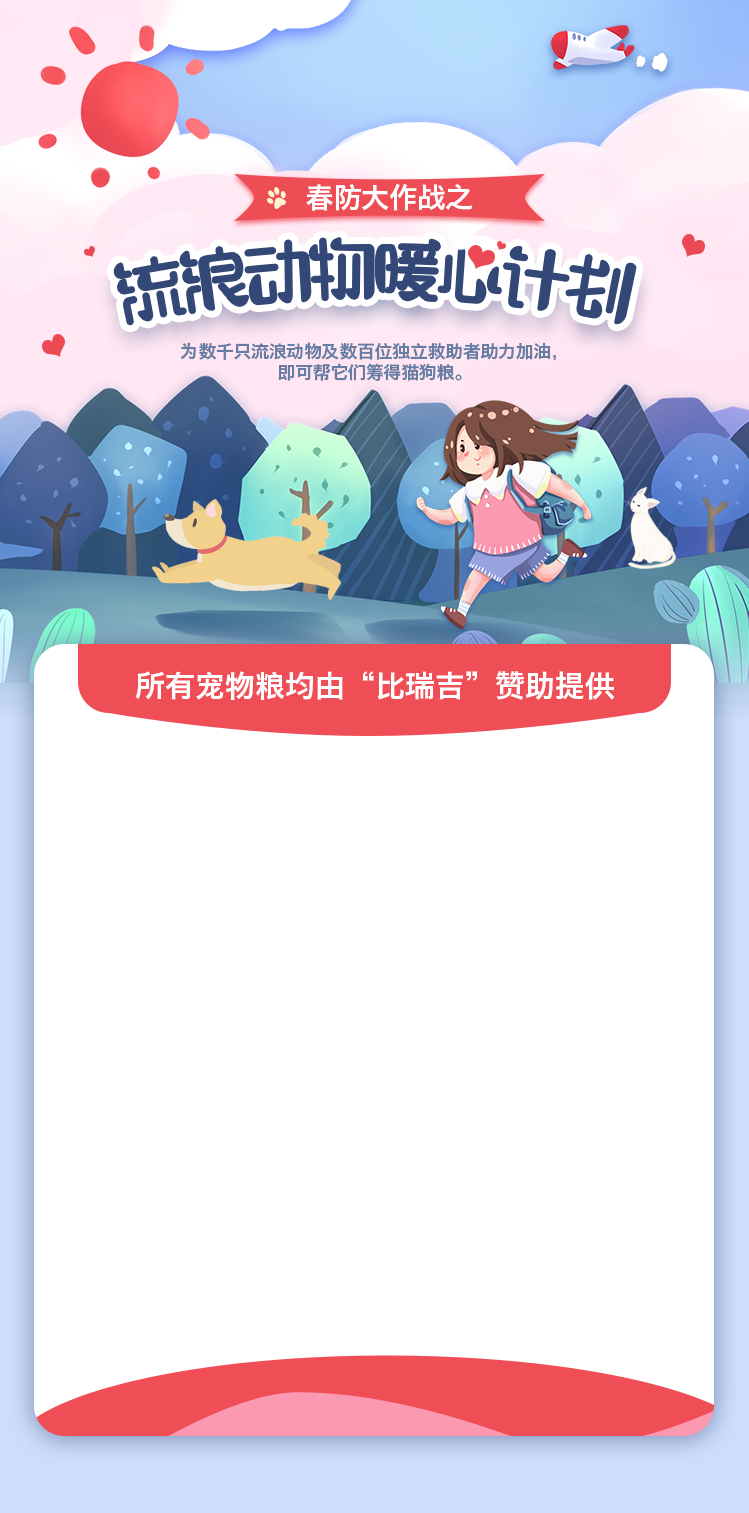 春防大作战之
流浪动物暖心计划
为数千只流浪动物及数百位独立救助者助力加油，
即可帮它们筹得猫狗粮。
所有宠物粮均由“比瑞吉”赞助提供